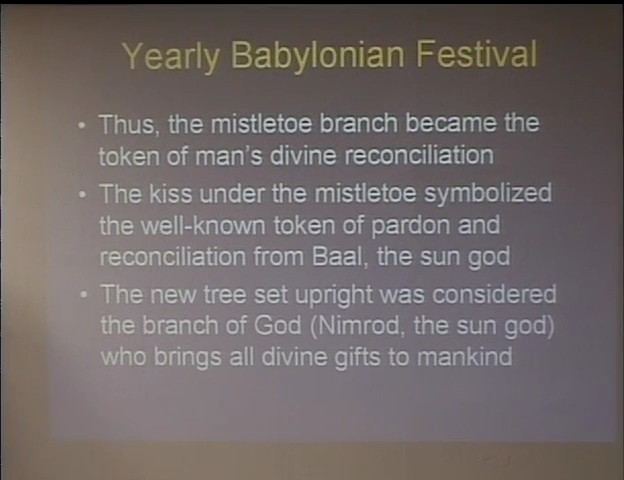 Yearly Babylonian Festival
• Thus, the mistletoe branch became the
token of man's divine reconciliation
• The kiss under the mistletoe symbolized
the well-known token of pardon and
reconciliation from Baal, the sun god
• The new tree set upright was considered
the branch of God (Nimrod, the sun god)
who brings all divine gifts to mankind